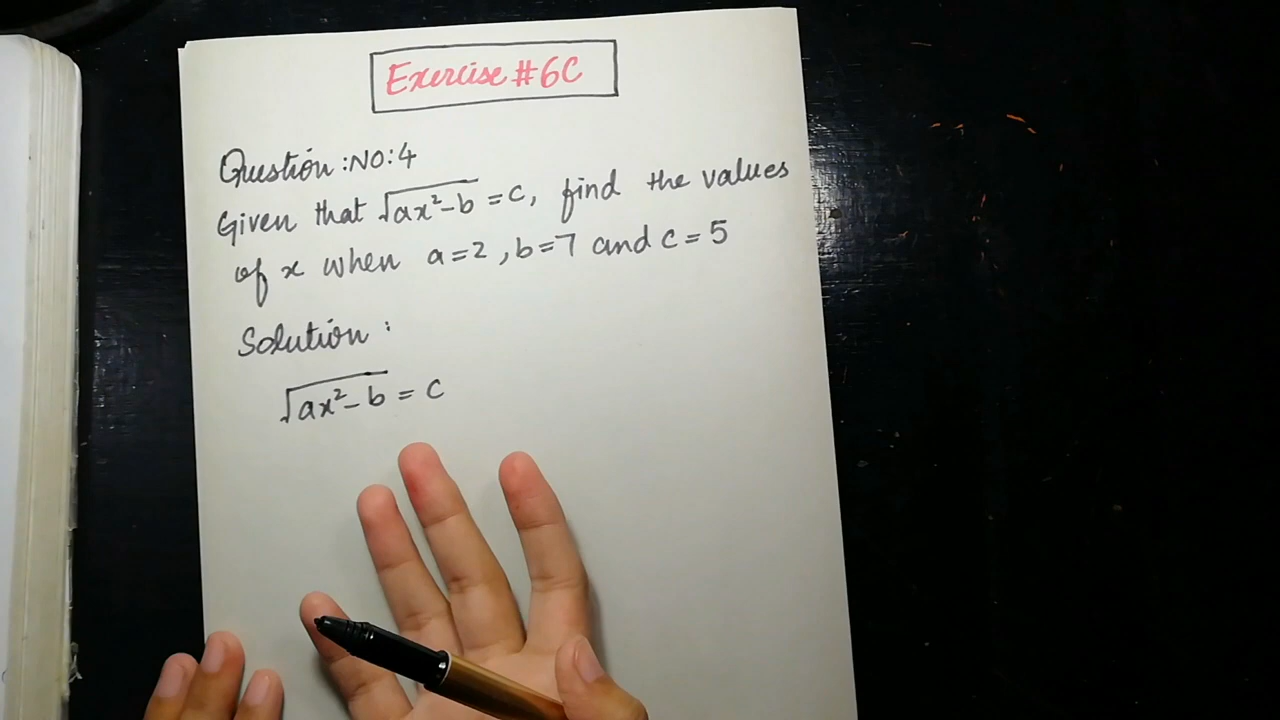 Exercise #6C
Question:NO:4
Given that √ax²-b = c, find the values
of x when a=2, b=7 and c=5
Solution:
√ax²-b = c